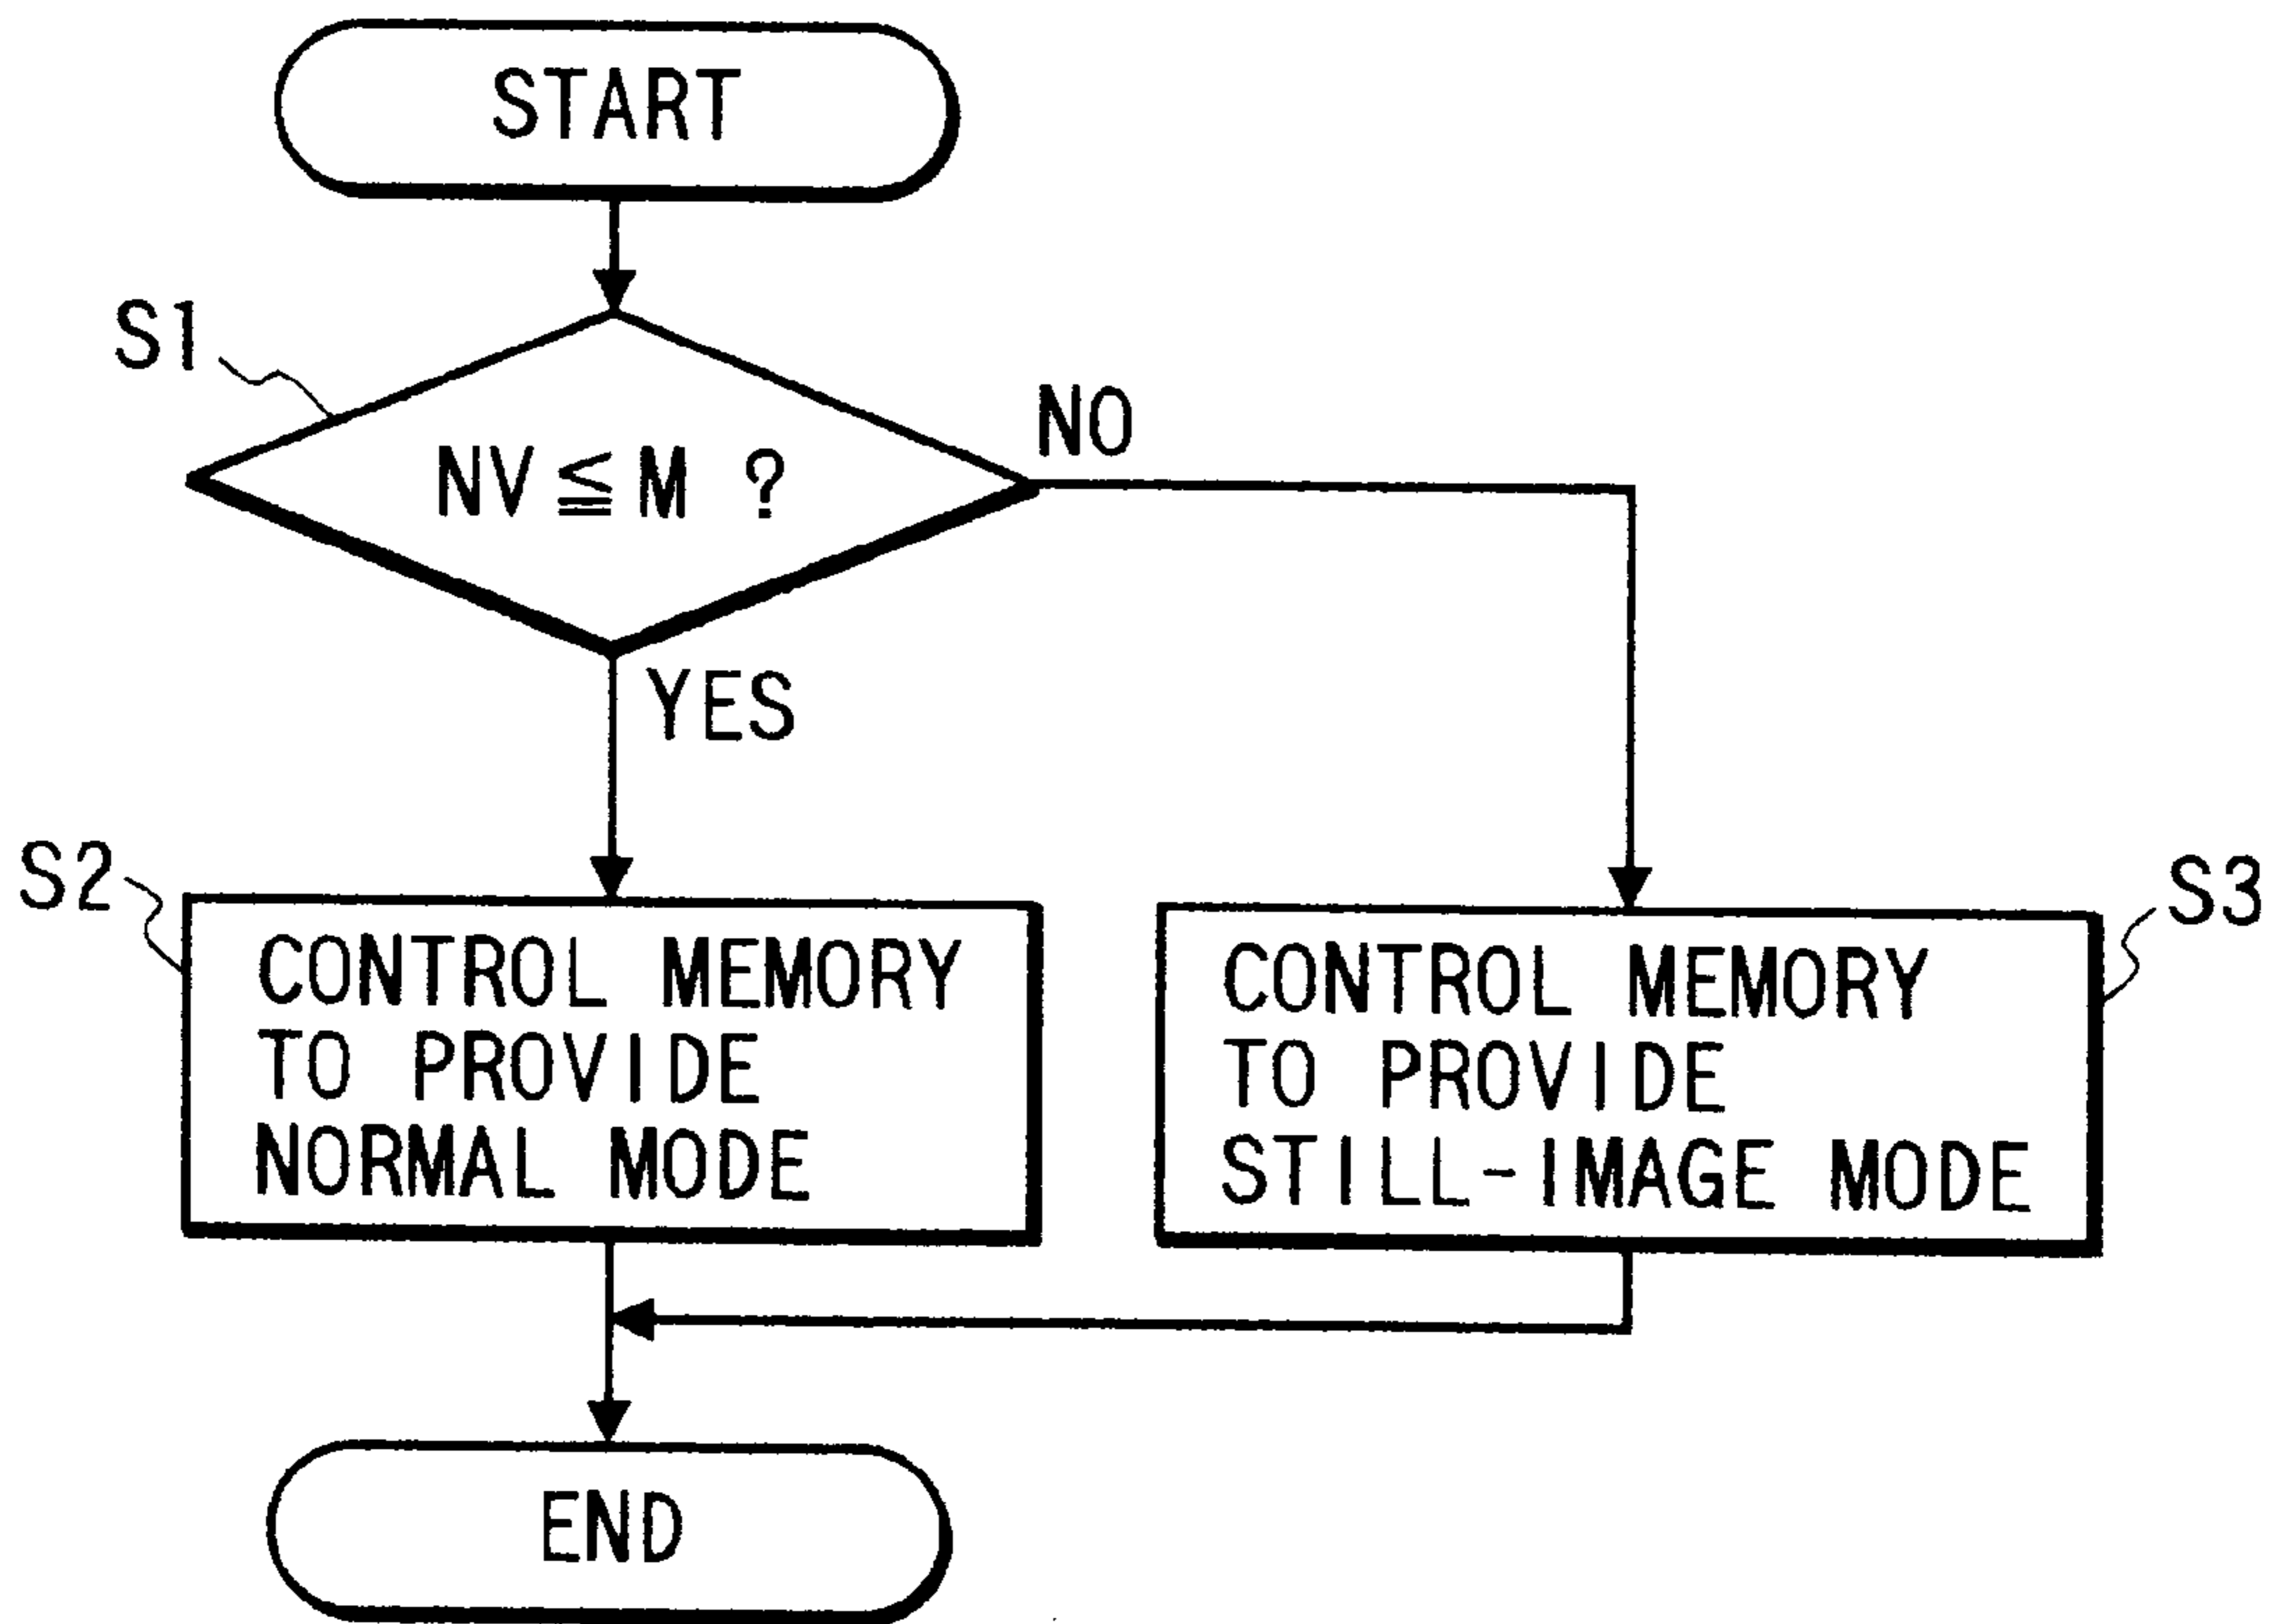 START
S1
NV≦M ?
NO
YES
S2
CONTROL MEMORY
TO PROVIDE
NORMAL MODE
CONTROL MEMORY
TO PROVIDE
STILL-IMAGE MODE
S3
END